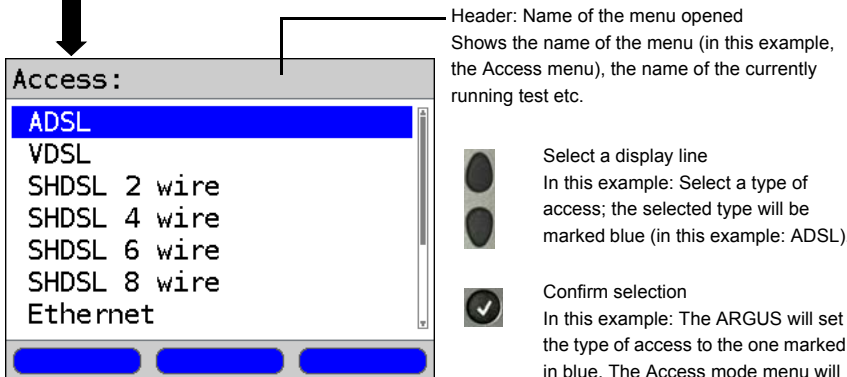 Header: Name of the menu opened
Shows the name of the menu (in this example,
the Access menu), the name of the currently
running test etc.
Access:
ADSL
VDSL
SHDSL 2 wire
SHDSL 4 wire
SHDSL 6 wire
SHDSL 8 wire
Ethernet
Select a display line
In this example: Select a type of
access; the selected type will be
marked blue (in this example: ADSL)
Confirm selection
In this example: The ARGUS will set
the type of access to the one marked
in blue. The Access mode menu will